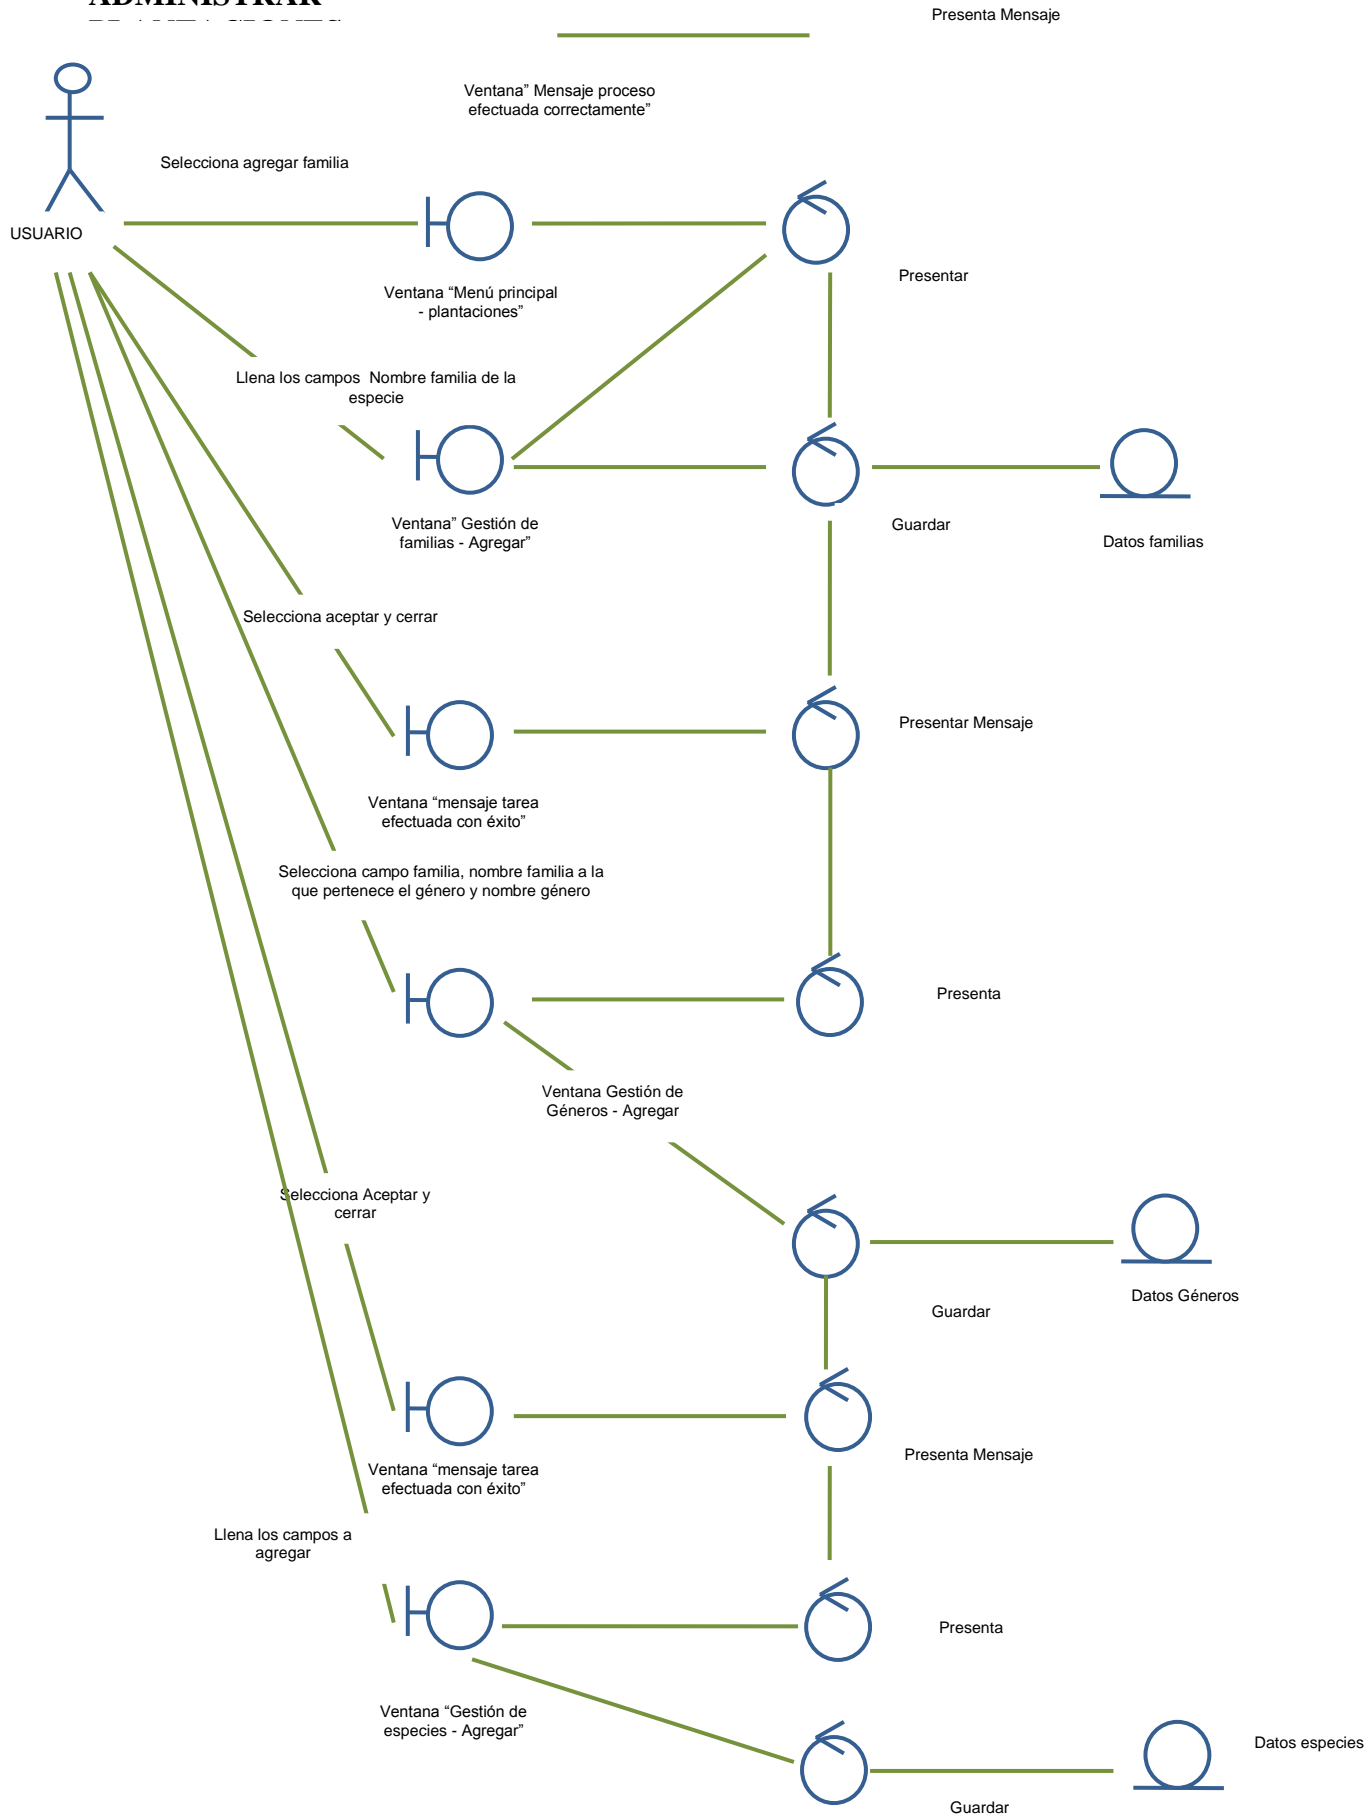 ADMINISTRAR
PLANTACIONES
Presenta Mensaje
Ventana” Mensaje proceso
efectuada correctamente”
Selecciona agregar familia
USUARIO
Ventana “Menú principal
- plantaciones”
Presentar
Llena los campos  Nombre familia de la
especie
Ventana” Gestión de
familias - Agregar”
Guardar
Datos familias
Selecciona aceptar y cerrar
Presentar Mensaje
Ventana “mensaje tarea
efectuada con éxito”
Selecciona campo familia, nombre familia a la
que pertenece el género y nombre género
Presenta
Ventana Gestión de
Géneros - Agregar
Selecciona Aceptar y
cerrar
Guardar
Datos Géneros
Presenta Mensaje
Ventana “mensaje tarea
efectuada con éxito”
Llena los campos a
agregar
Presenta
Ventana “Gestión de
especies - Agregar”
Datos especies
Guardar